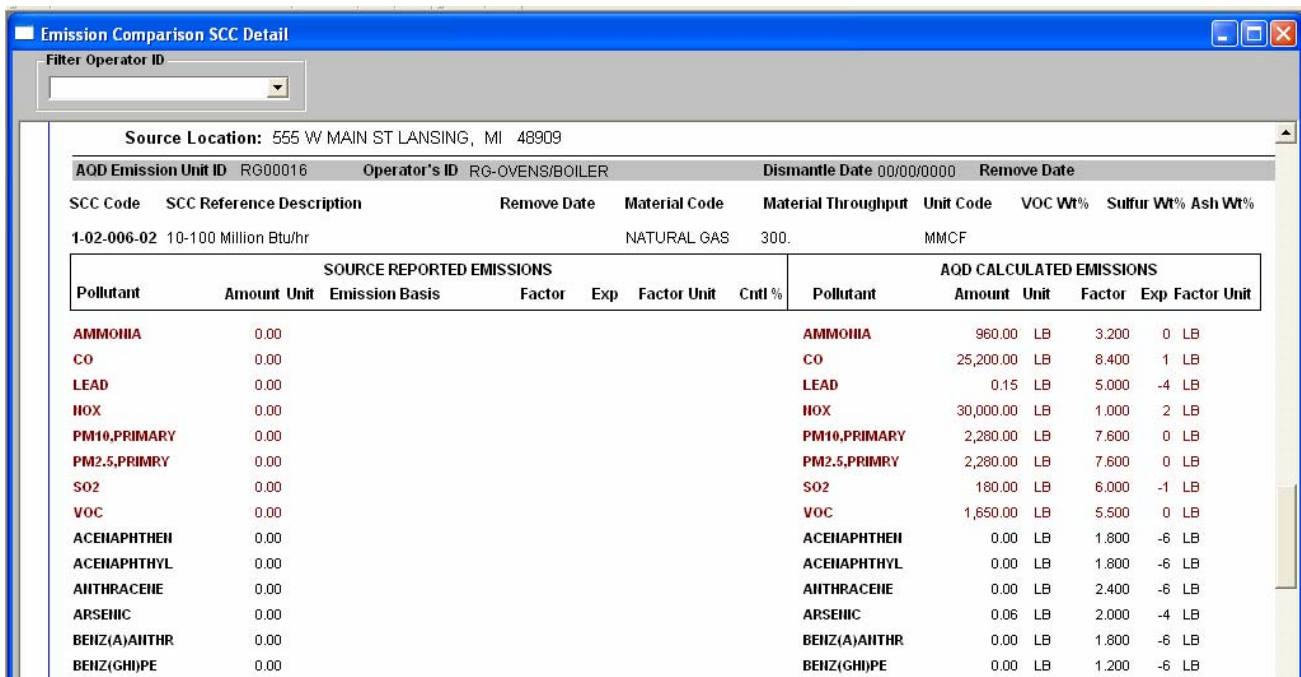 Emission Comparison SCC Detail
Filter Operator ID
Source Location: 555 W MAIN ST LANSING, MI 48909
AQD Emission Unit ID RG00016 Operator's ID RG-OVENS/BOILER Dismantle Date 00/00/0000 Remove Date
SCC Code SCC Reference Description Remove Date Material Code Material Throughput Unit Code VOC Wt% Sulfur Wt% Ash Wt%
1-02-006-02 10-100 Million Btu/hr NATURAL GAS 300. MMCF
SOURCE REPORTED EMISSIONS AQD CALCULATED EMISSIONS
Pollutant Amount Unit Emission Basis Factor Exp Factor Unit Cntl % Pollutant Amount Unit Factor Exp Factor Unit
AMMONIA 0.00 AMMONIA 960.00 LB 3.200 0 LB
CO 0.00 CO 25,200.00 LB 8.400 1 LB
LEAD 0.00 LEAD 0.15 LB 5.000 -4 LB
NOX 0.00 NOX 30,000.00 LB 1.000 2 LB
PM10,PRIMARY 0.00 PM10,PRIMARY 2,280.00 LB 7.600 0 LB
PM2.5,PRIMRY 0.00 PM2.5,PRIMRY 2,280.00 LB 7.600 0 LB
SO2 0.00 SO2 180.00 LB 6.000 -1 LB
VOC 0.00 VOC 1,650.00 LB 5.500 0 LB
ACENAPHTHEN 0.00 ACENAPHTHEN 0.00 LB 1.800 -6 LB
ACENAPHTHYL 0.00 ACENAPHTHYL 0.00 LB 1.800 -6 LB
ANTHRACENE 0.00 ANTHRACENE 0.00 LB 2.400 -6 LB
ARSENIC 0.00 ARSENIC 0.06 LB 2.000 -4 LB
BENZ(A)ANTHR 0.00 BENZ(A)ANTHR 0.00 LB 1.800 -6 LB
BENZ(GHI)PE 0.00 BENZ(GHI)PE 0.00 LB 1.200 -6 LB